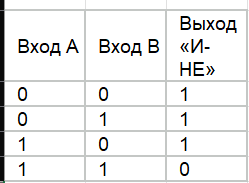 Вход А Вход В Выход «И-НЕ»
0 0 1
0 1 1
1 0 1
1 1 0